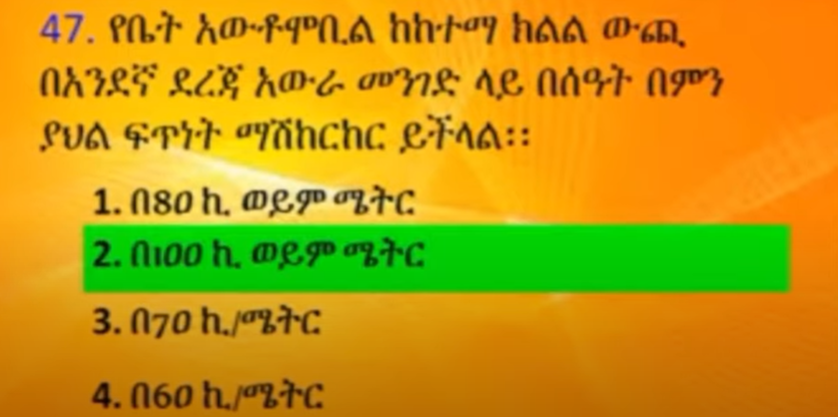 47. የቤት አውቶሞቢል ከከተማ ክልል ውጪ
በአንደኛ ደረጃ አውራ መንገድ ላይ በሰዓት በምን
ያህል ፍጥነት ማሽከርከር ይችላል፡፡
1. በ80 ኪ. ወይም ሜትር
2. በ100 ኪ. ወይም ሜትር
3. በ70 ኪ./ሜትር
4. በ60 ኪ./ሜትር